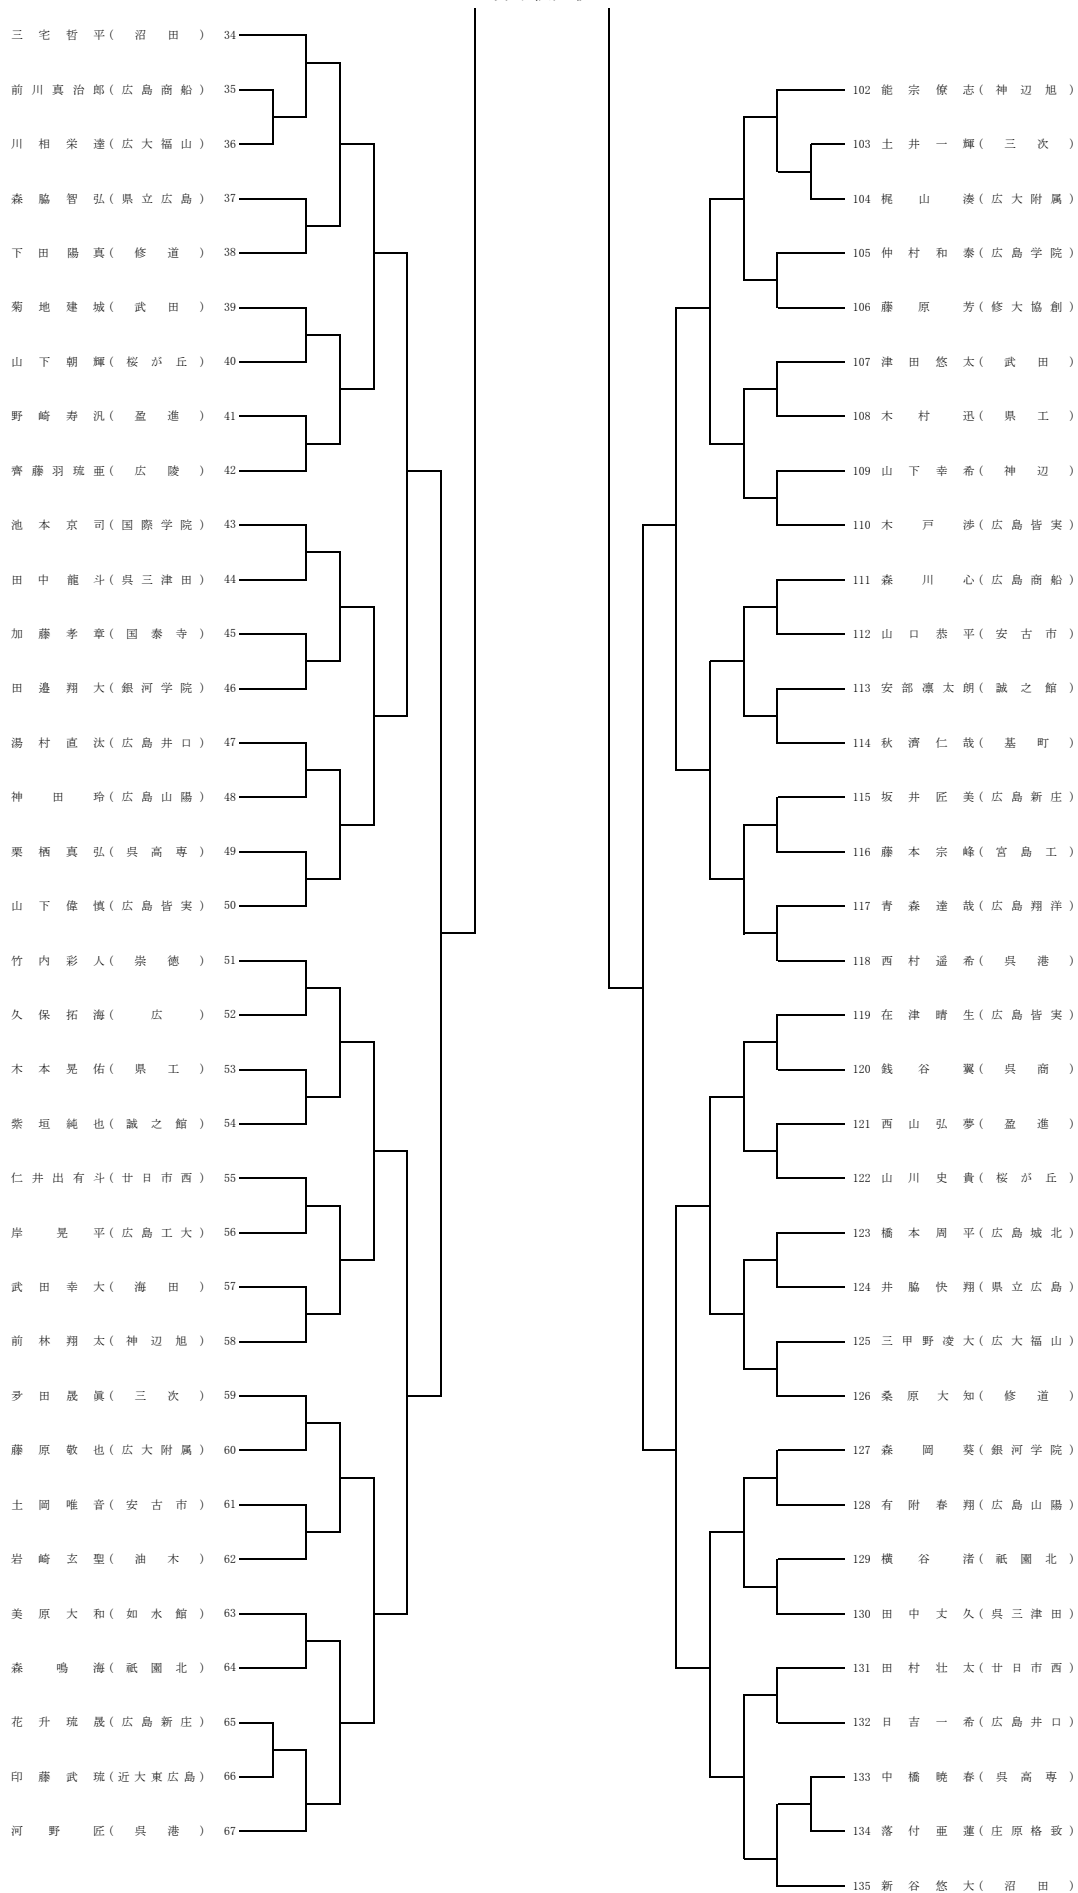 三宅哲平(沼田) 34
前川真治郎(広島商船) 35
川相栄達(広大福山) 36
森脇智弘(県立広島) 37
下田陽真(修道) 38
菊地建城(武田) 39
山下朝輝(桜が丘) 40
野崎寿汎(盈進) 41
齊藤羽琉亜(広陵) 42
池本京司(国際学院) 43
田中龍斗(呉三津田) 44
加藤孝章(国泰寺) 45
田邉翔大(銀河学院) 46
湯村直汰(広島井口) 47
神田玲(広島山陽) 48
栗栖真弘(呉高専) 49
山下偉慎(広島皆実) 50
竹内彩人(崇徳) 51
久保拓海(広) 52
木本晃佑(県工) 53
紫垣純也(誠之館) 54
仁井出有斗(廿日市西) 55
岸晃平(広島工大) 56
武田幸大(海田) 57
前林翔太(神辺旭) 58
田晟眞(三次) 59
藤原敬也(広大附属) 60
土岡唯音(安古市) 61
岩崎玄聖(油木) 62
美原大和(如水館) 63
森鳴海(祇園北) 64
花升琉晟(広島新庄) 65
印藤武琉(近大東広島) 66
河野匠(呉港) 67
102 能宗僚志(神辺旭)
103 土井一輝(三次)
104 梶山湊(広大附属)
105 仲村和泰(広島学院)
106 藤原芳(修大協創)
107 津田悠太(武田)
108 木村迅(県工)
109 山下幸希(神辺)
110 木戸渉(広島皆実)
111 森川心(広島商船)
112 山口恭平(安古市)
113 安部凛太朗(誠之館)
114 秋濟仁哉(基町)
115 坂井匠美(広島新庄)
116 藤本宗峰(宮島工)
117 青森達哉(広島翔洋)
118 西村遥希(呉港)
119 在津晴生(広島皆実)
120 銭谷翼(呉商)
121 西山弘夢(盈進)
122 山川史貴(桜が丘)
123 橋本周平(広島城北)
124 井脇快翔(県立広島)
125 三甲野凌大(広大福山)
126 桑原大知(修道)
127 森岡葵(銀河学院)
128 有附春翔(広島山陽)
129 横谷渚(祇園北)
130 田中丈久(呉三津田)
131 田村壮太(廿日市西)
132 日吉一希(広島井口)
133 中橋暁春(呉高専)
134 落付亜蓮(庄原格致)
135 新谷悠大(沼田)